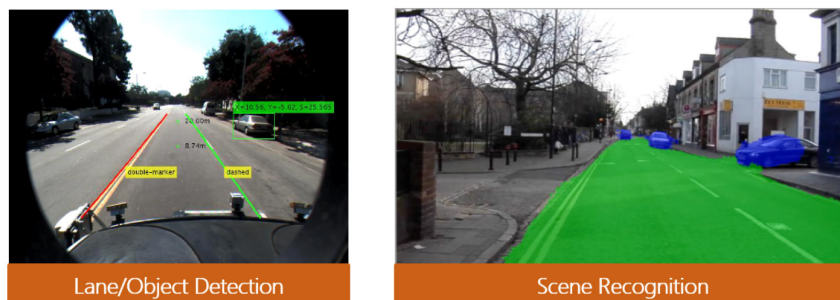 X=10.56, Y=-5.02, S=25.565
20.00m
8.74m
double-marker
dashed
Lane/Object Detection
Scene Recognition